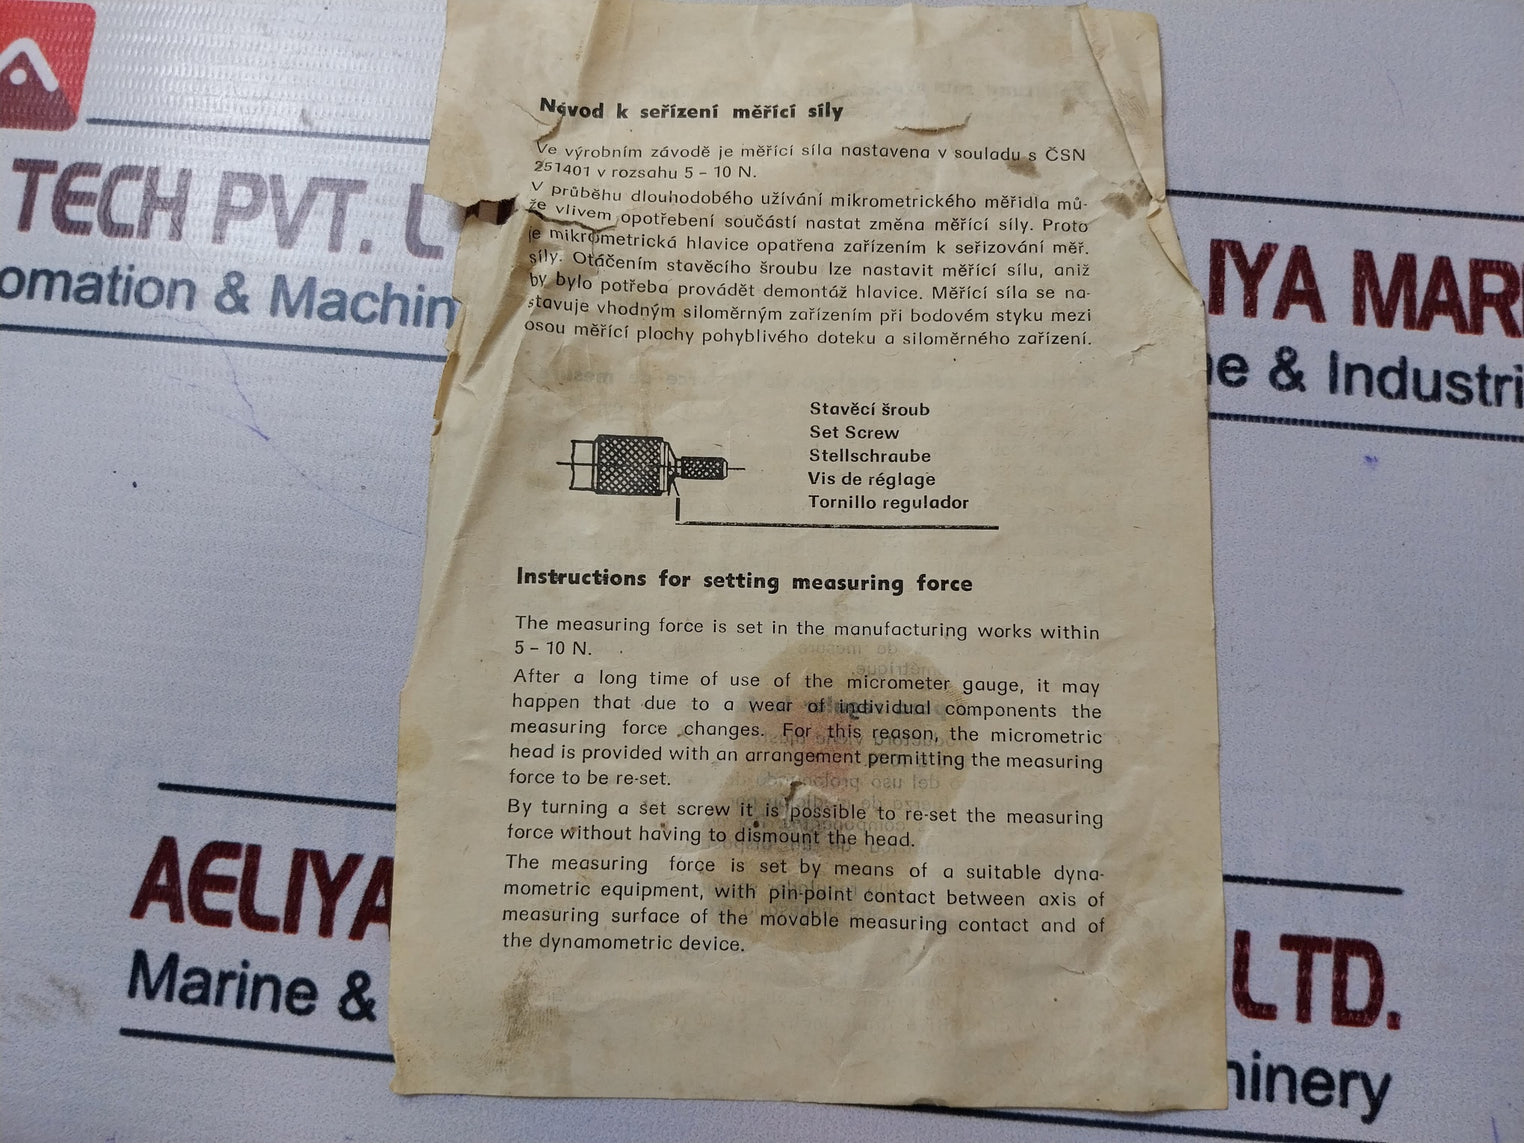 TECH PVT. L
omation & Machin
IYA MAR
ne & Industri
Návod k seřízení měřící síly
Ve výrobním závodě je měřící síla nastavena v souladu s ČSN
251401 v rozsahu 5 – 10 N.
V průběhu dlouhodobého užívání mikrometrického měřidla mů-
že vlivem opotřebení součástí nastat změna měřící síly. Proto
je mikrometrická hlavice opatřena zařízením k seřizování měř.
síly. Otáčením stavěcího šroubu lze nastavit měřící sílu, aniž
by bylo potřeba provádět demontáž hlavice. Měřící síla se na-
stavuje vhodným siloměrným zařízením při bodovém styku mezi
osou měřící plochy pohyblivého doteku a siloměrného zařízení.
Stavěcí šroub
Set Screw
Stellschraube
Vis de réglage
Tornillo regulador
Instructions for setting measuring force
The measuring force is set in the manufacturing works within
5 – 10 N.
After a long time of use of the micrometer gauge, it may
happen that due to a wear of individual components the
measuring force changes. For this reason, the micrometric
head is provided with an arrangement permitting the measuring
force to be re-set.
By turning a set screw it is possible to re-set the measuring
force without having to dismount the head.
The measuring force is set by means of a suitable dyna-
mometric equipment, with pin-point contact between axis of
measuring surface of the movable measuring contact and of
the dynamometric device.
AELIYA
Marine &
LTD.
hinery